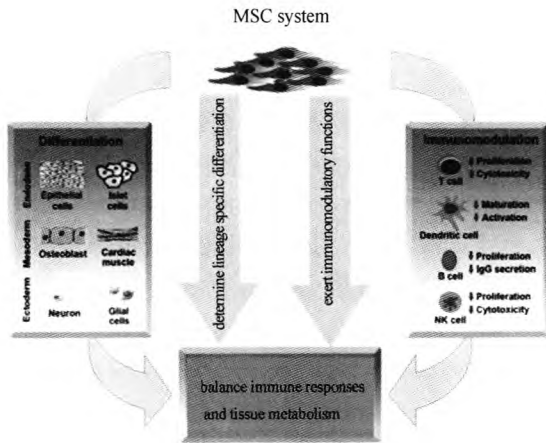 MSC system
Differentiation
Endoderm
Epithelial
cells
Islet
cells
Mesoderm
Osteoblast
Cardiac
muscle
Ectoderm
Neuron
Glial
cells
determine lineage specific differentiation
exert immunomodulatory functions
Immunomodulation
T cell
↓ Proliferation
↓ Cytotoxicity
Dendritic cell
↓ Maturation
↓ Activation
B cell
↓ Proliferation
↓ IgG secretion
NK cell
↓ Proliferation
↓ Cytotoxicity
balance immune responses
and tissue metabolism